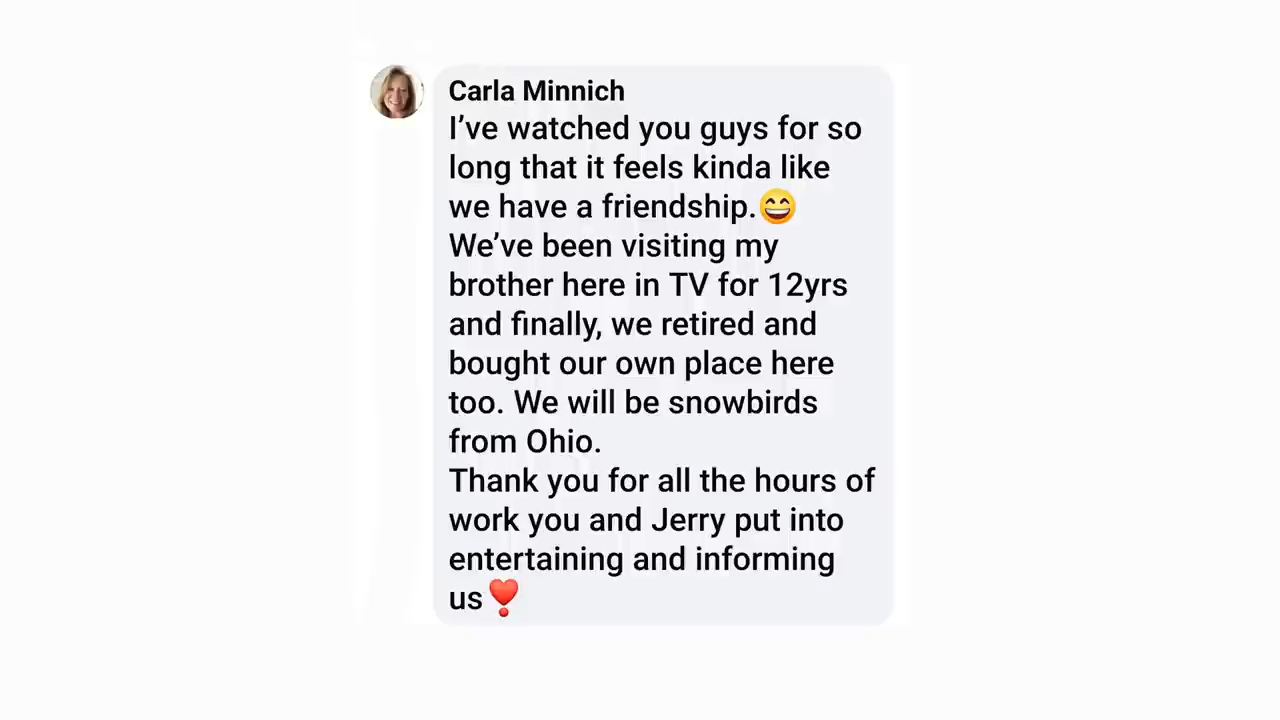 Carla Minnich
I’ve watched you guys for so
long that it feels kinda like
we have a friendship.😄
We’ve been visiting my
brother here in TV for 12yrs
and finally, we retired and
bought our own place here
too. We will be snowbirds
from Ohio.
Thank you for all the hours of
work you and Jerry put into
entertaining and informing
us❣️